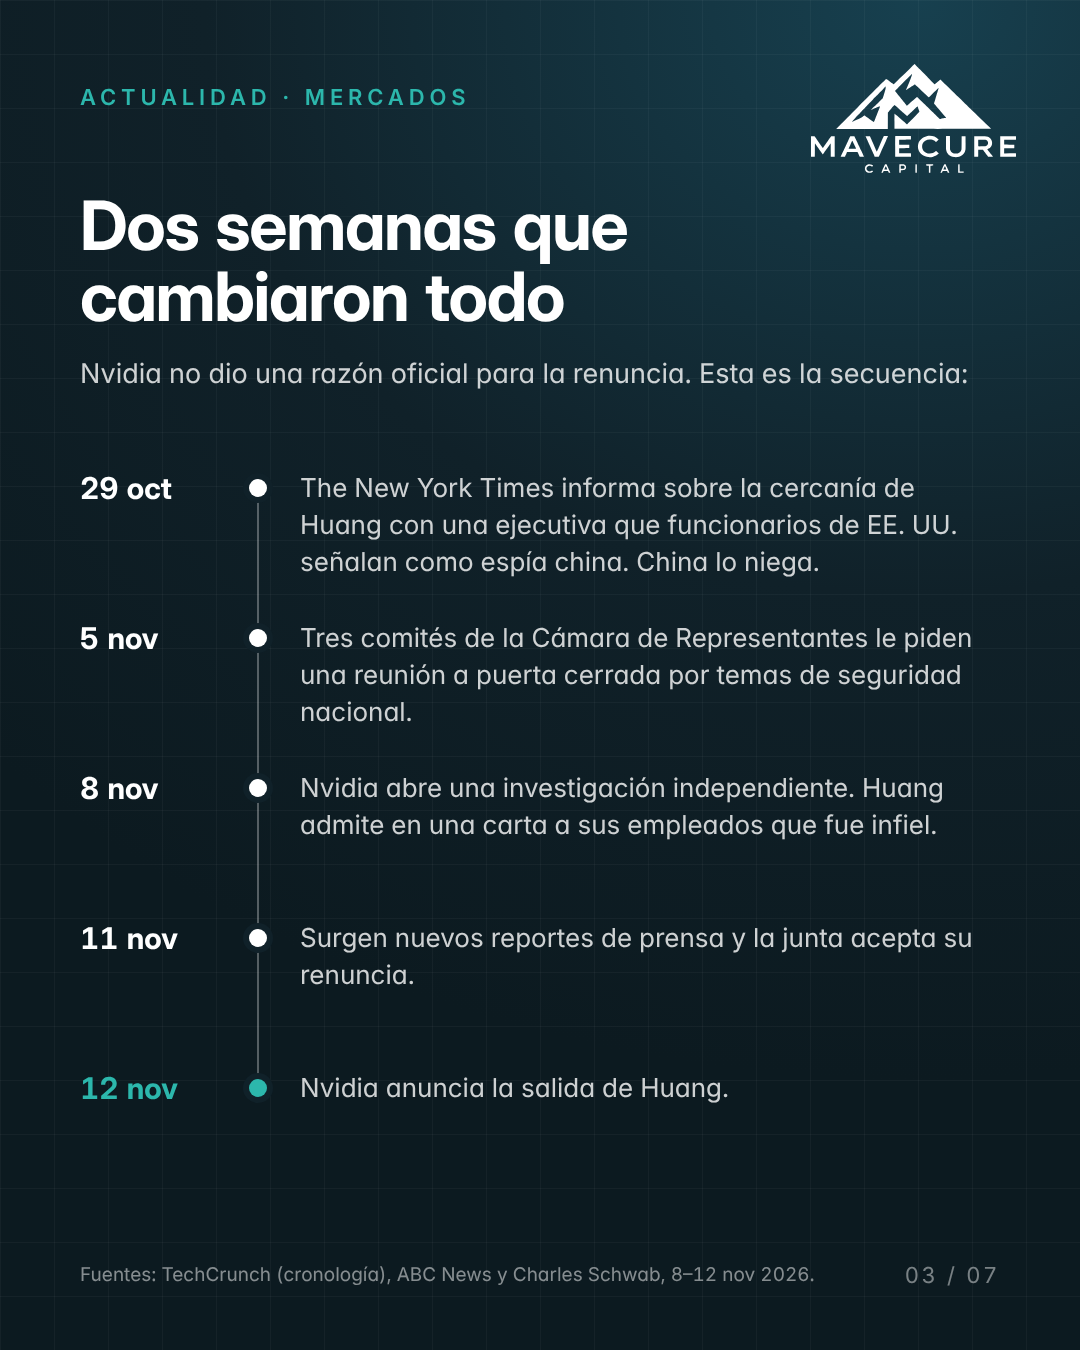 ACTUALIDAD · MERCADOS
MAVECURE
CAPITAL
Dos semanas que
cambiaron todo
Nvidia no dio una razón oficial para la renuncia. Esta es la secuencia:
29 oct
The New York Times informa sobre la cercanía de
Huang con una ejecutiva que funcionarios de EE. UU.
señalan como espía china. China lo niega.
5 nov
Tres comités de la Cámara de Representantes le piden
una reunión a puerta cerrada por temas de seguridad
nacional.
8 nov
Nvidia abre una investigación independiente. Huang
admite en una carta a sus empleados que fue infiel.
11 nov
Surgen nuevos reportes de prensa y la junta acepta su
renuncia.
12 nov
Nvidia anuncia la salida de Huang.
Fuentes: TechCrunch (cronología), ABC News y Charles Schwab, 8–12 nov 2026.
03 / 07